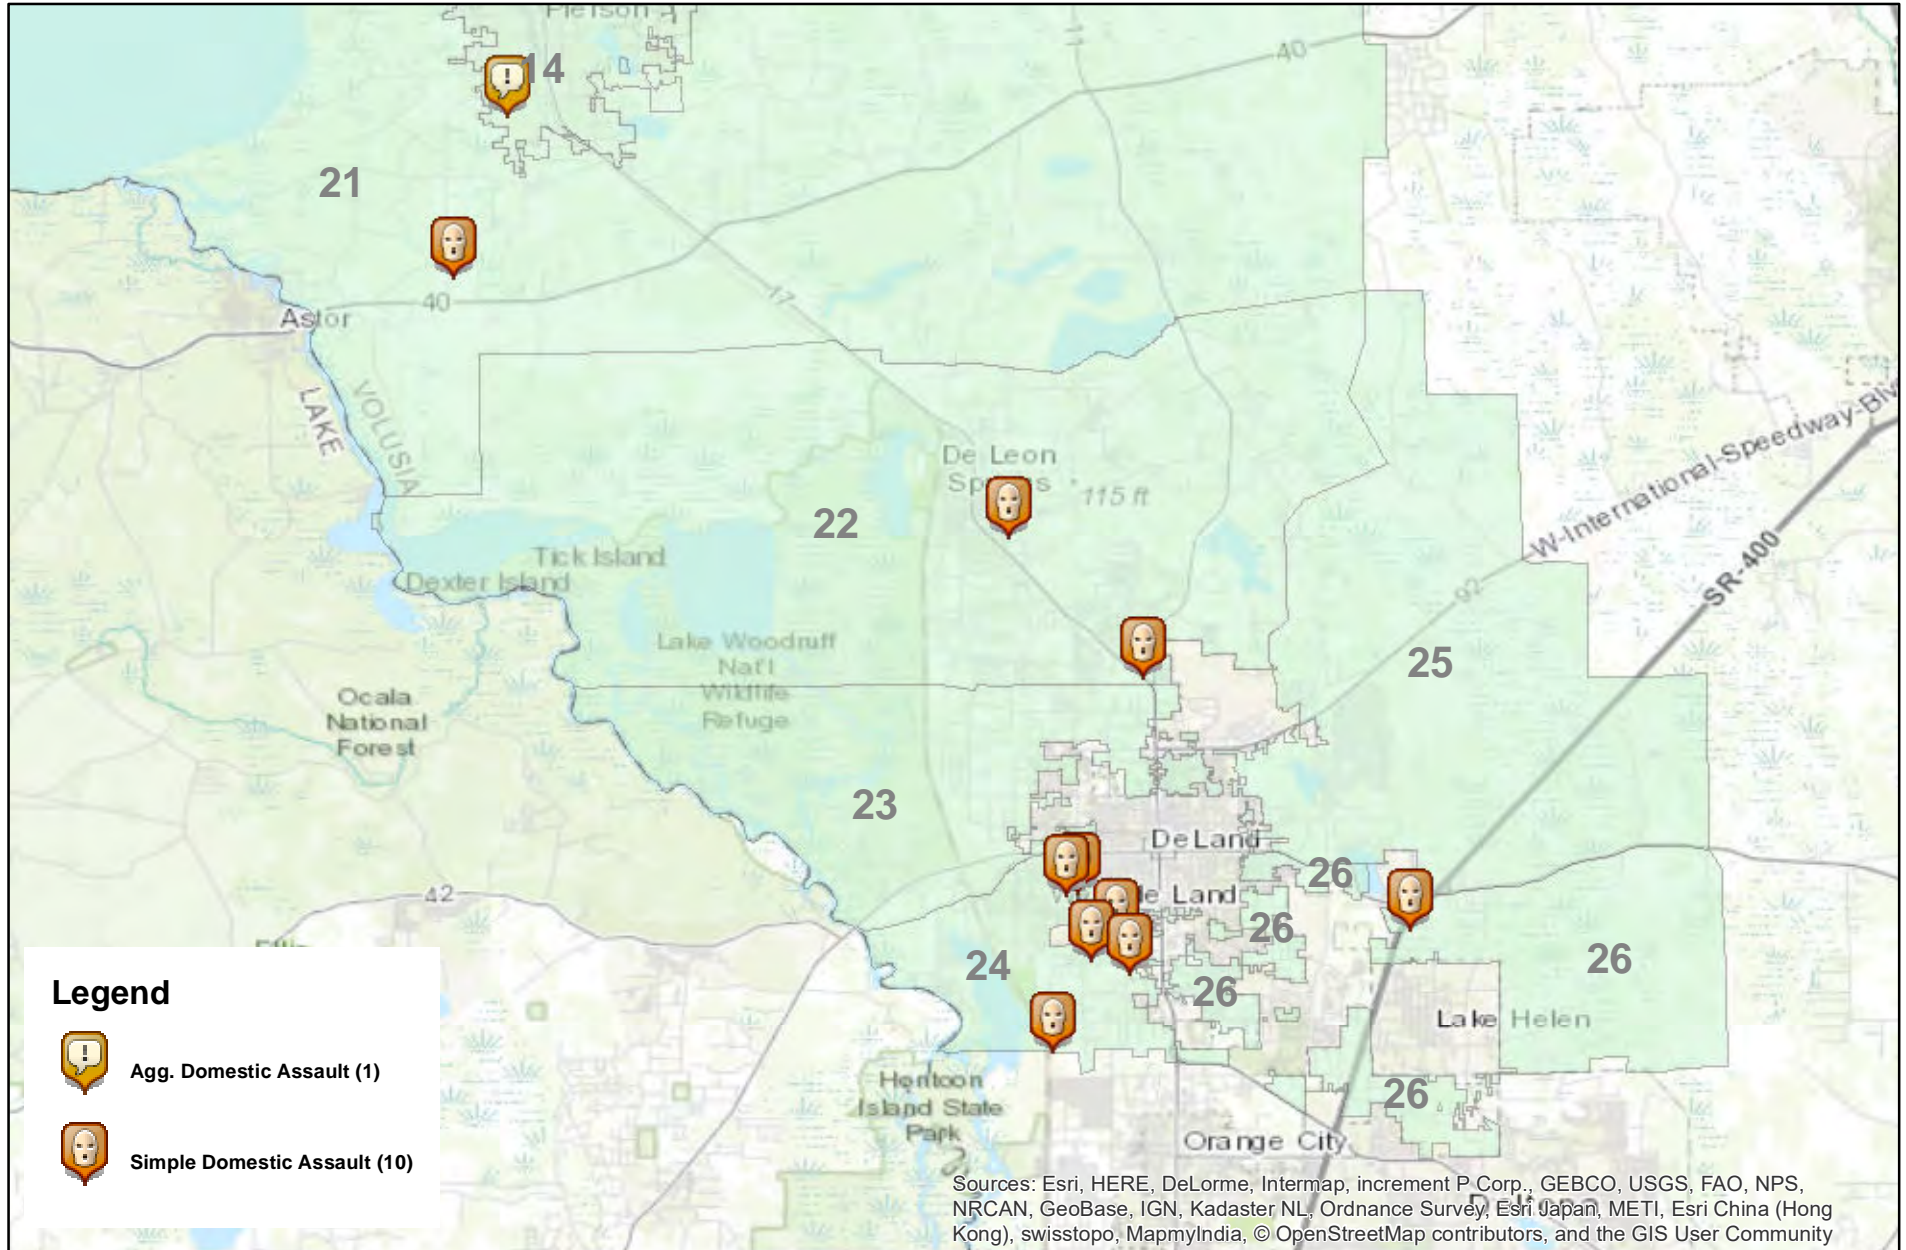 Pierson
14
11
40
21
40
Astor
17
LAKE
VOLUSIA
De Leon
115 ft
22
Tick Island
Dexter Island
W-International-Speedway-Blv
SR-400
92
25
Lake Woodruff
Nat'l
Wildlife
Refuge
Ocala
National
Forest
23
DeLand
26
42
de Land
26
26
24
26
Lake Helen
26
Hontoon
Island State
Park
Orange City
Legend
Agg. Domestic Assault (1)
Simple Domestic Assault (10)
Sources: Esri, HERE, DeLorme, Intermap, increment P Corp., GEBCO, USGS, FAO, NPS,
NRCAN, GeoBase, IGN, Kadaster NL, Ordnance Survey, Esri Japan, METI, Esri China (Hong
Kong), swisstopo, MapmyIndia, © OpenStreetMap contributors, and the GIS User Community